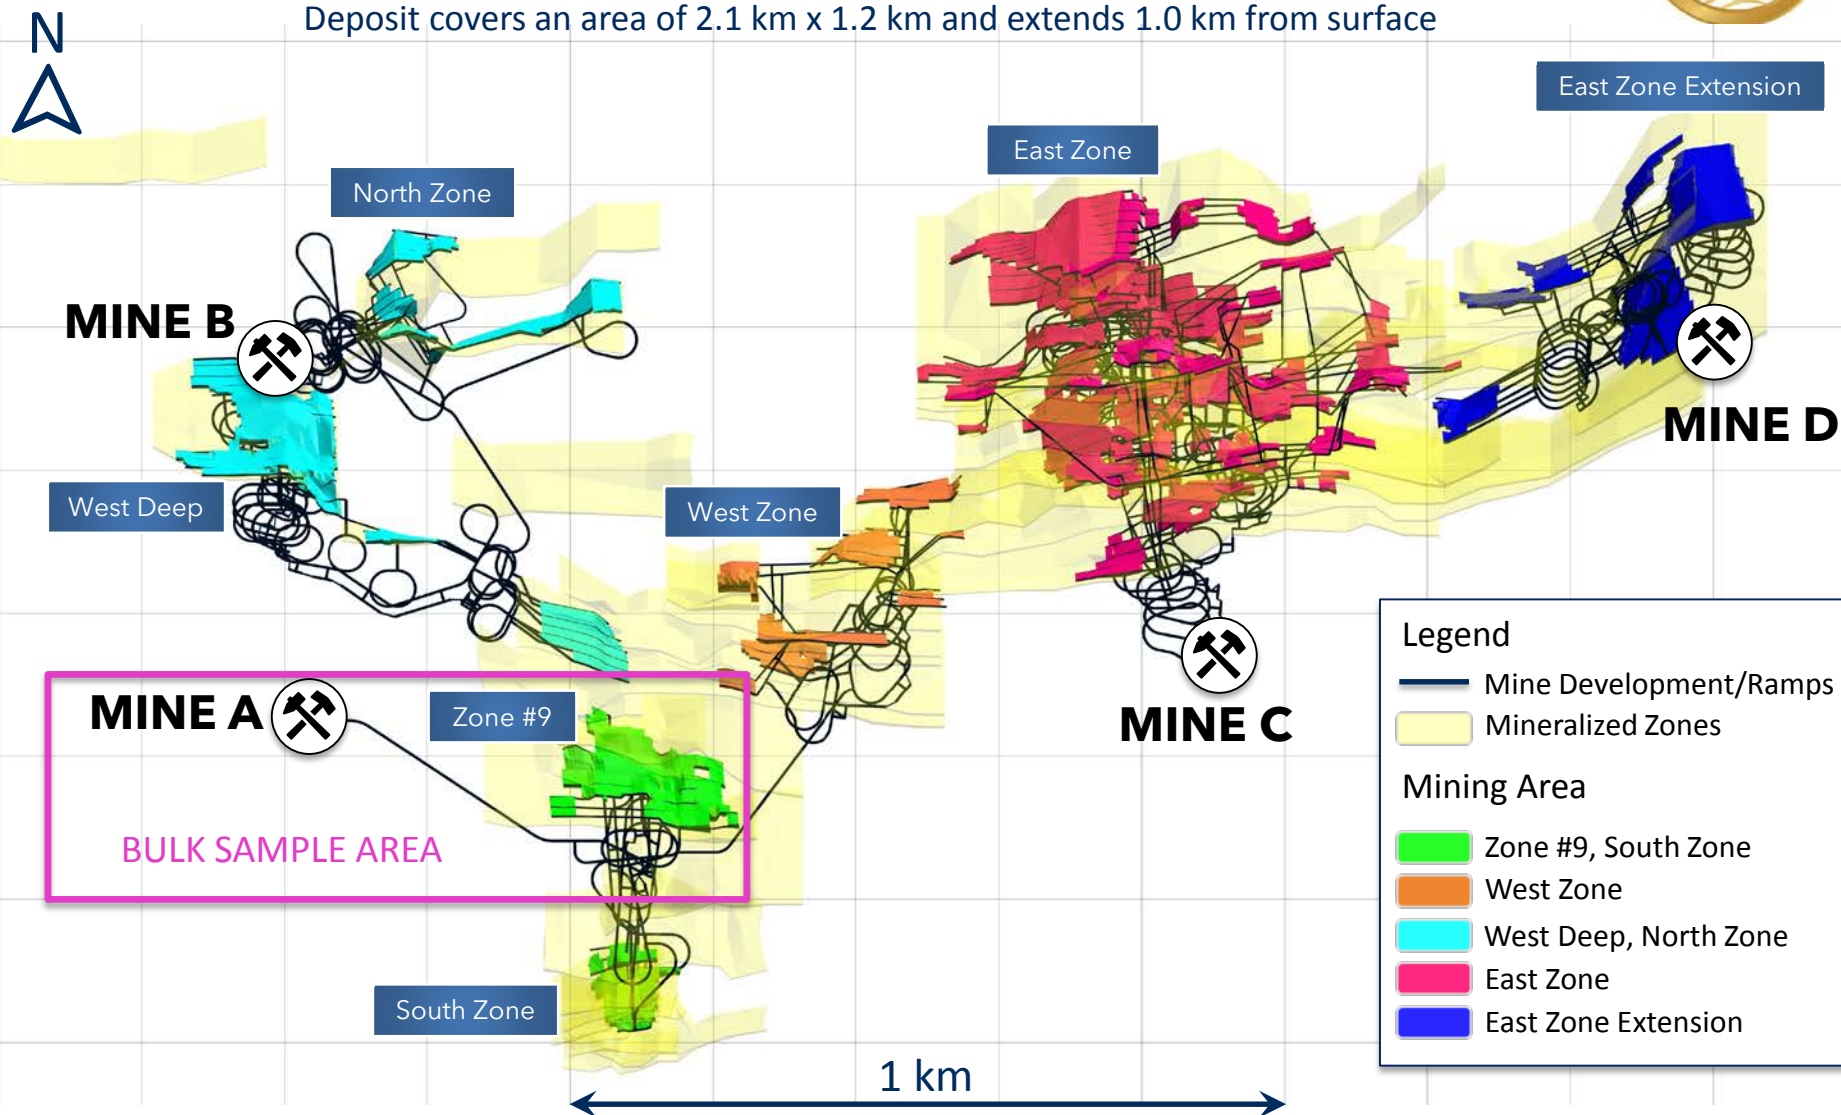 Deposit covers an area of 2.1 km x 1.2 km and extends 1.0 km from surface
N
East Zone Extension
East Zone
North Zone
MINE B
MINE D
West Deep
West Zone
MINE A
Zone #9
MINE C
BULK SAMPLE AREA
South Zone
1 km
Legend
Mine Development/Ramps
Mineralized Zones
Mining Area
Zone #9, South Zone
West Zone
West Deep, North Zone
East Zone
East Zone Extension